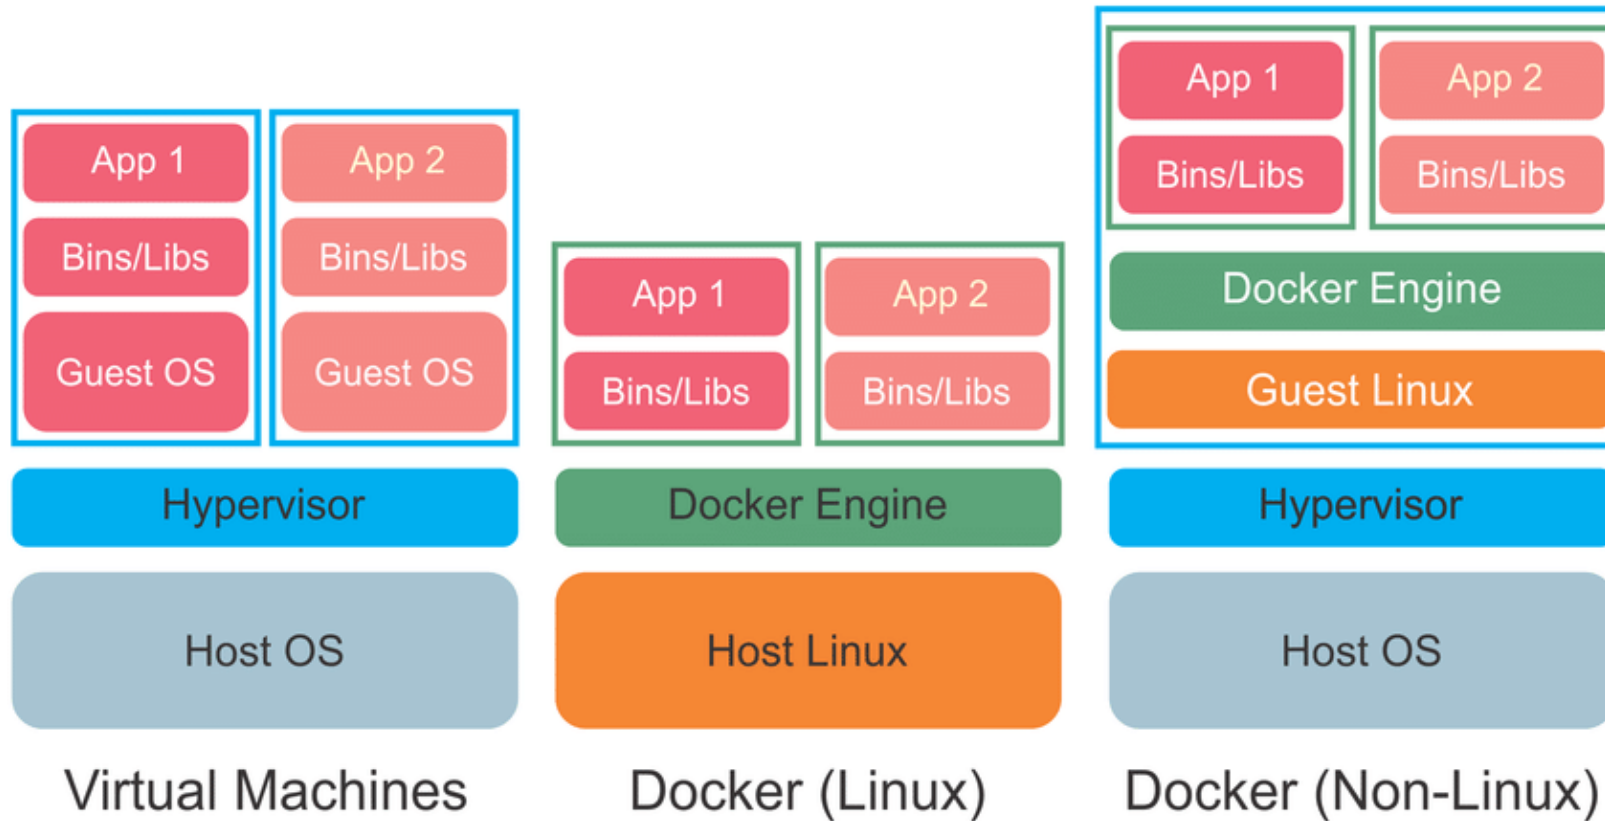 App 1
App 2
Bins/Libs
Bins/Libs
Guest OS
Guest OS
Hypervisor
Host OS
Virtual Machines
App 1
App 2
Bins/Libs
Bins/Libs
Docker Engine
Host Linux
Docker (Linux)
App 1
App 2
Bins/Libs
Bins/Libs
Docker Engine
Guest Linux
Hypervisor
Host OS
Docker (Non-Linux)